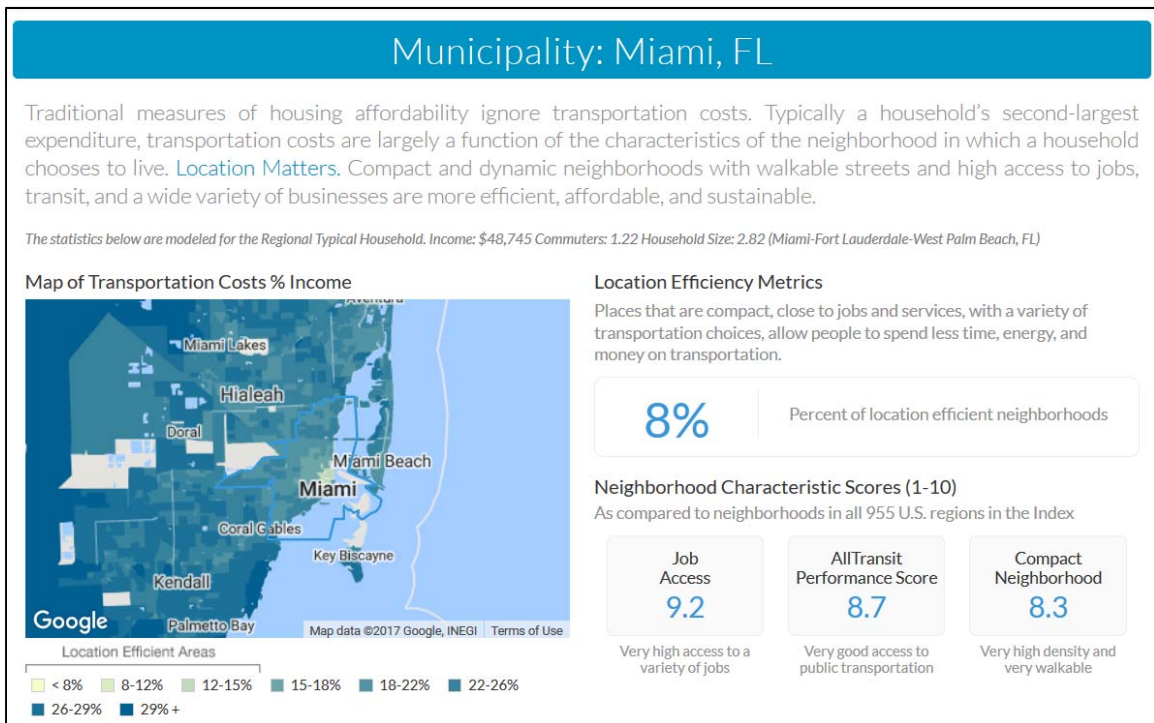 Municipality: Miami, FL
Traditional measures of housing affordability ignore transportation costs. Typically a household's second-largest
expenditure, transportation costs are largely a function of the characteristics of the neighborhood in which a household
chooses to live. Location Matters. Compact and dynamic neighborhoods with walkable streets and high access to jobs,
transit, and a wide variety of businesses are more efficient, affordable, and sustainable.
The statistics below are modeled for the Regional Typical Household. Income: $48,745 Commuters: 1.22 Household Size: 2.82 (Miami-Fort Lauderdale-West Palm Beach, FL)
Map of Transportation Costs % Income
Aventura
Miami Lakes
Hialeah
Doral
Miami Beach
Miami
Coral Gables
Key Biscayne
Kendall
Palmetto Bay
Google
Map data ©2017 Google, INEGI Terms of Use
Location Efficient Areas
< 8% 8-12% 12-15% 15-18% 18-22% 22-26%
26-29% 29% +
Location Efficiency Metrics
Places that are compact, close to jobs and services, with a variety of
transportation choices, allow people to spend less time, energy, and
money on transportation.
8% Percent of location efficient neighborhoods
Neighborhood Characteristic Scores (1-10)
As compared to neighborhoods in all 955 U.S. regions in the Index
Job
Access
9.2
Very high access to a
variety of jobs
AllTransit
Performance Score
8.7
Very good access to
public transportation
Compact
Neighborhood
8.3
Very high density and
very walkable